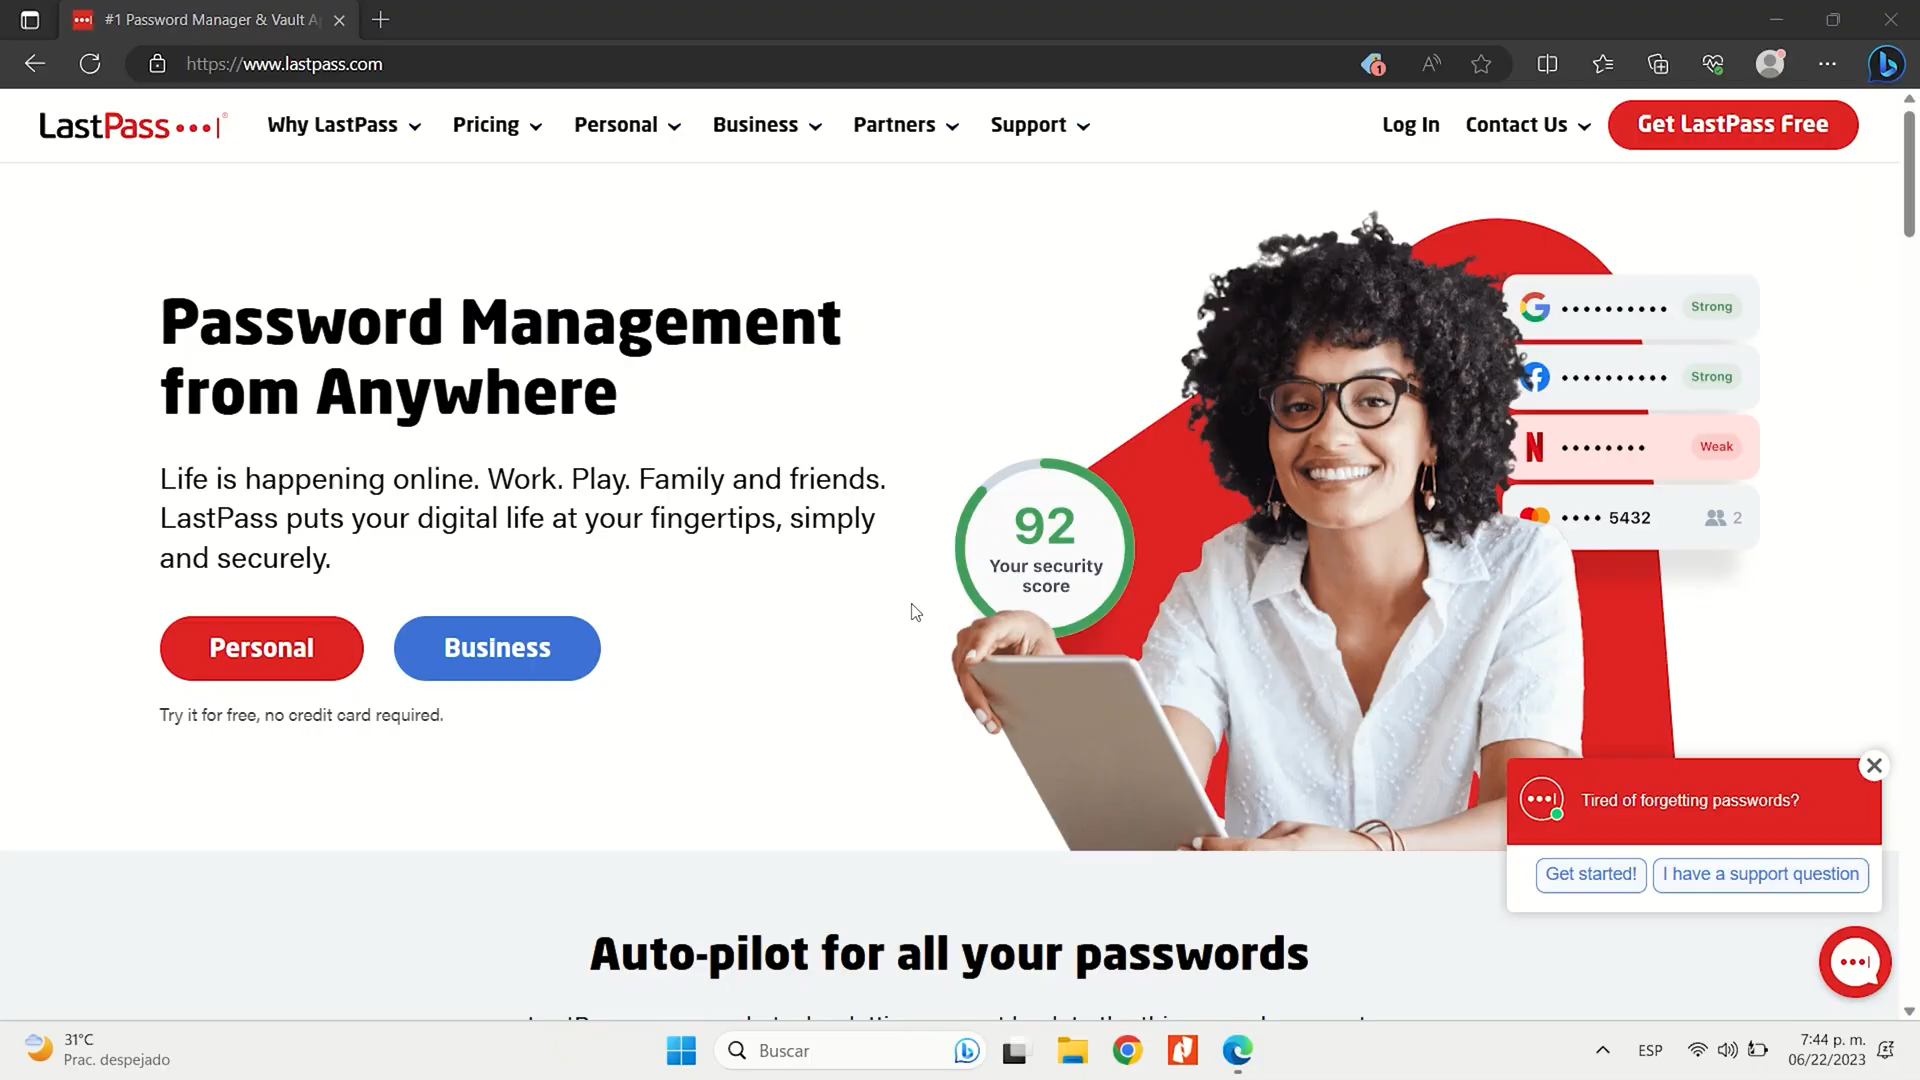 #1 Password Manager & Vault A
https://www.lastpass.com
1
LastPass
Why LastPass
Pricing
Personal
Business
Partners
Support
Log In
Contact Us
Get LastPass Free
Password Management
from Anywhere
Life is happening online. Work. Play. Family and friends.
LastPass puts your digital life at your fingertips, simply
and securely.
Personal
Business
Try it for free, no credit card required.
92
Your security
score
Strong
Strong
N
Weak
5432
2
Tired of forgetting passwords?
Get started!
I have a support question
Auto-pilot for all your passwords
31°C
Prac. despejado
Buscar
ESP
7:44 p. m.
06/22/2023